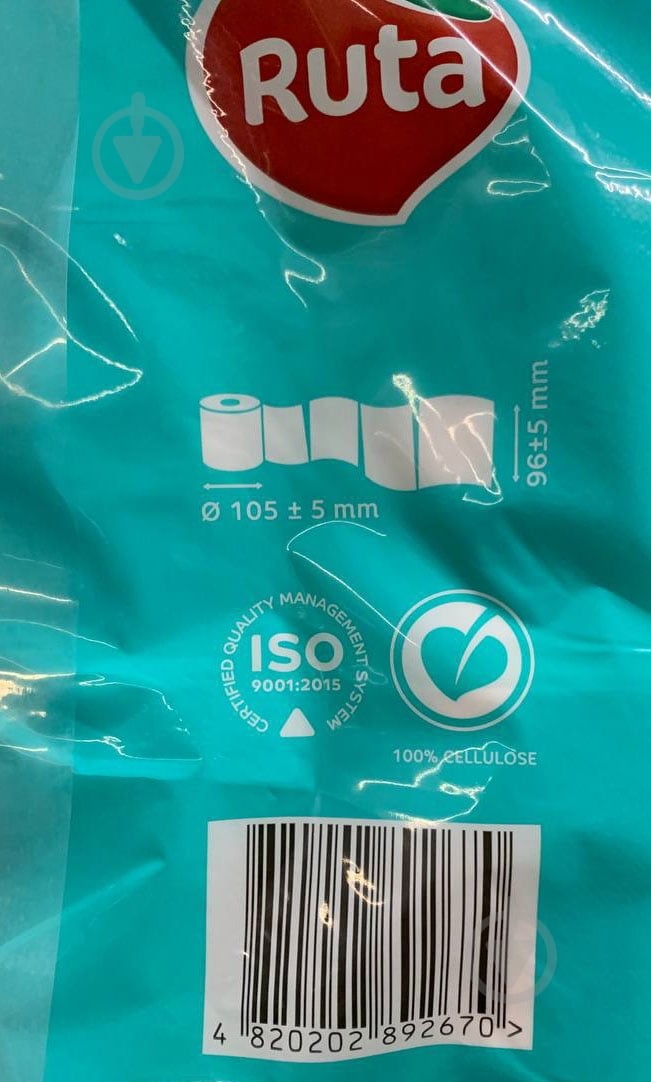 Ruta
96±5 mm
Ø 105 ± 5 mm
CERTIFIED QUALITY MANAGEMENT SYSTEM
ISO
9001:2015
100% CELLULOSE
4 820202 892670 >